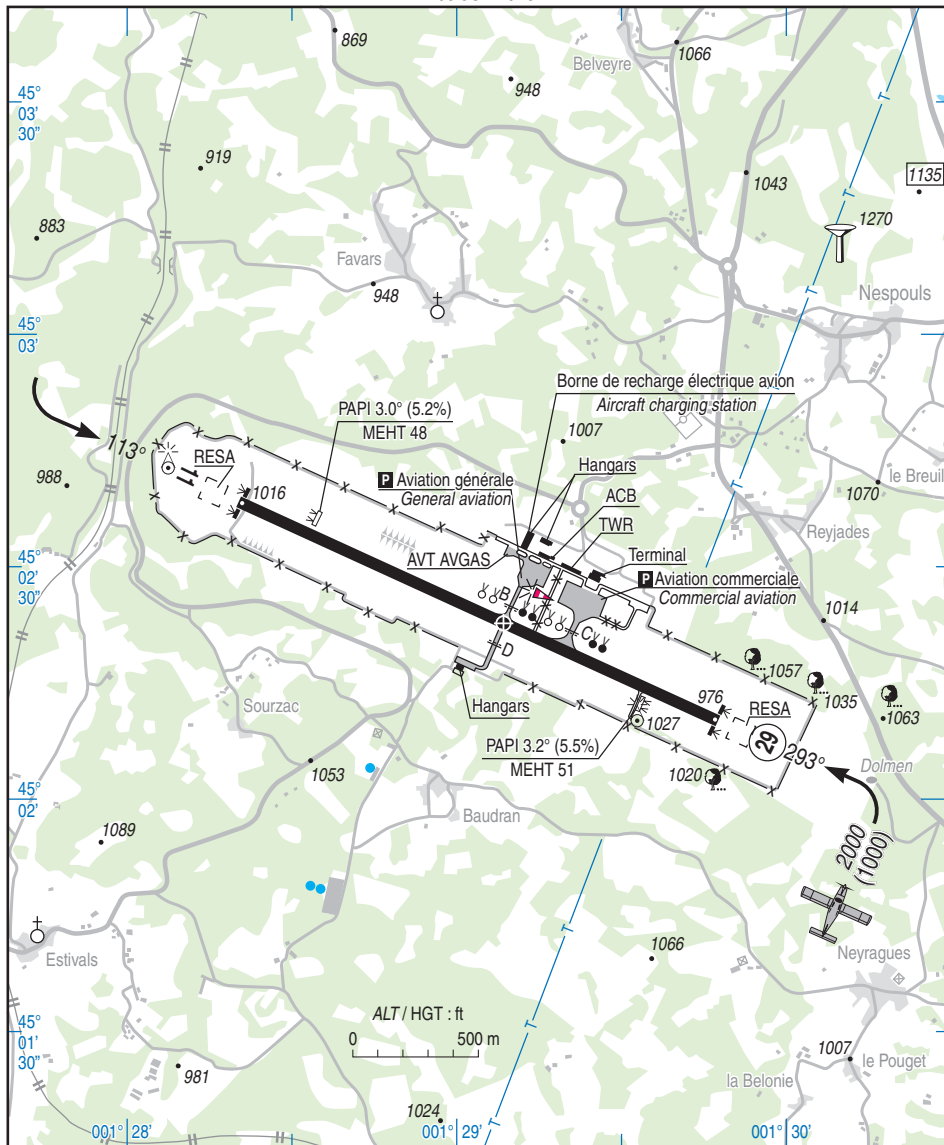 869
1066
Belveyre
948
45°
03'
30"
919
1043
1135
883
1270
Favars
948
Nespouls
45°
03'
Borne de recharge électrique avion
Aircraft charging station
PAPI 3.0° (5.2%)
MEHT 48
1007
113°
RESA
11
Hangars
988
1016
P Aviation générale
General aviation
ACB
1070
le Breuil
TWR
Reyjades
AVT AVGAS
Terminal
45°
02'
30"
P Aviation commerciale
Commercial aviation
B
C
1014
D
1057
1035
976
1063
Sourzac
Hangars
RESA
1027
29
293°
PAPI 3.2° (5.5%)
MEHT 51
1053
1020
Dolmen
45°
02'
Baudran
2000
(1000)
1089
T
Estivals
1066
Neyragues
ALT / HGT : ft
0 500 m
45°
01'
30"
T
981
1007
le Pouget
la Belonie
1024
001° 28'
001° 29'
001° 30'